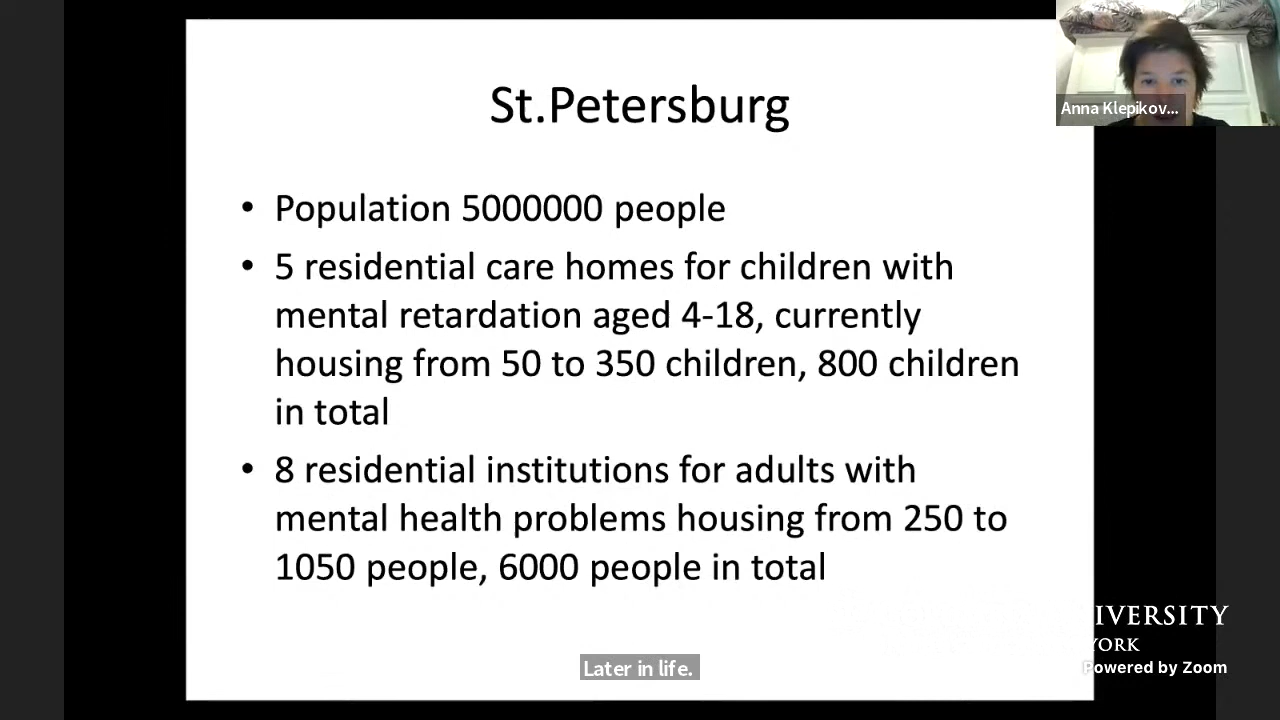 St.Petersburg
Anna Klepikov...
• Population 5000000 people
• 5 residential care homes for children with
mental retardation aged 4-18, currently
housing from 50 to 350 children, 800 children
in total
• 8 residential institutions for adults with
mental health problems housing from 250 to
1050 people, 6000 people in total
IVERSITY
YORK
Later in life.
Powered by Zoom